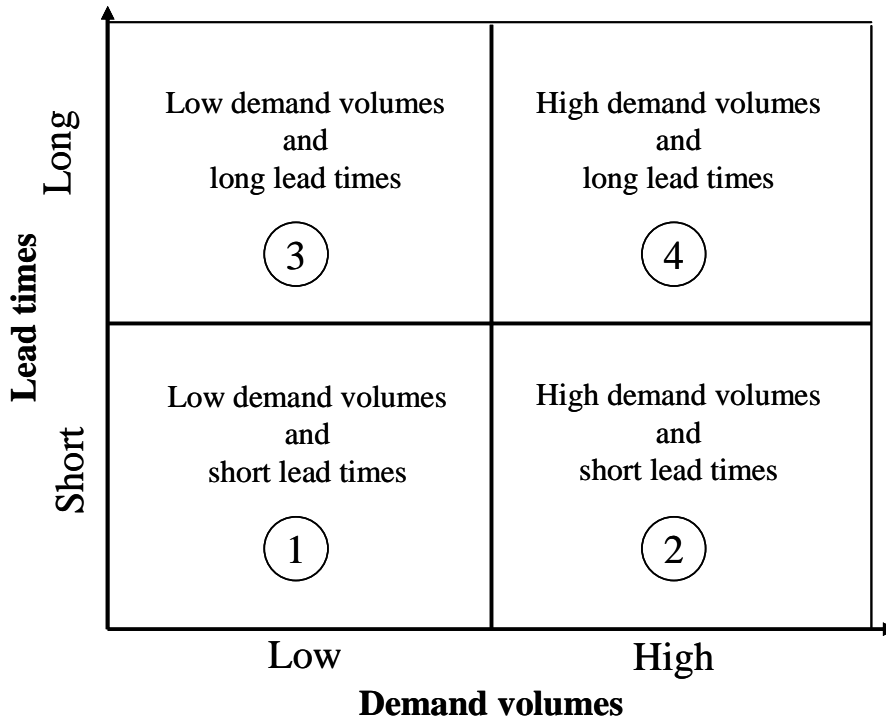 Lead times
Long
Short
Low demand volumes
and
long lead times
3
High demand volumes
and
long lead times
4
Low demand volumes
and
short lead times
1
High demand volumes
and
short lead times
2
Low
High
Demand volumes